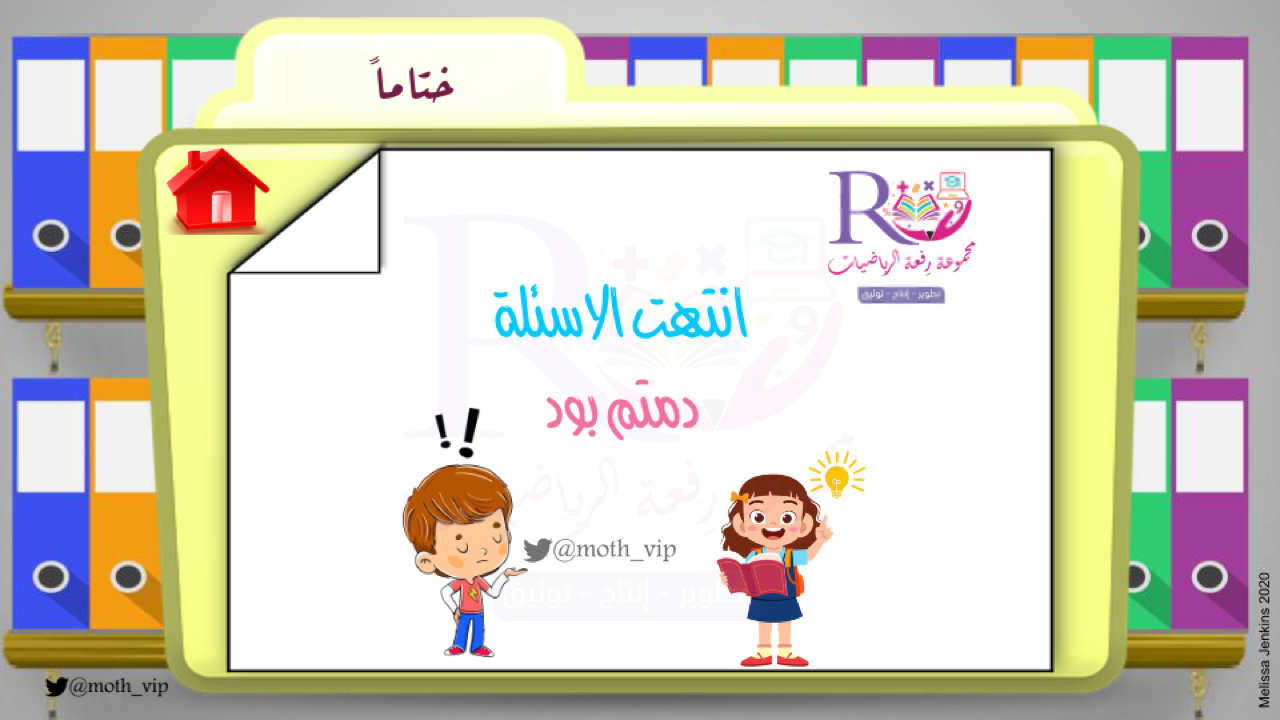 ختاماً
R
مجموعة رفعة الرياضيات
تطوير - إنتاج - توثيق
انتهت الاسئلة
دمتم بود
!!
@moth_vip
@moth_vip
Melissa Jenkins 2020